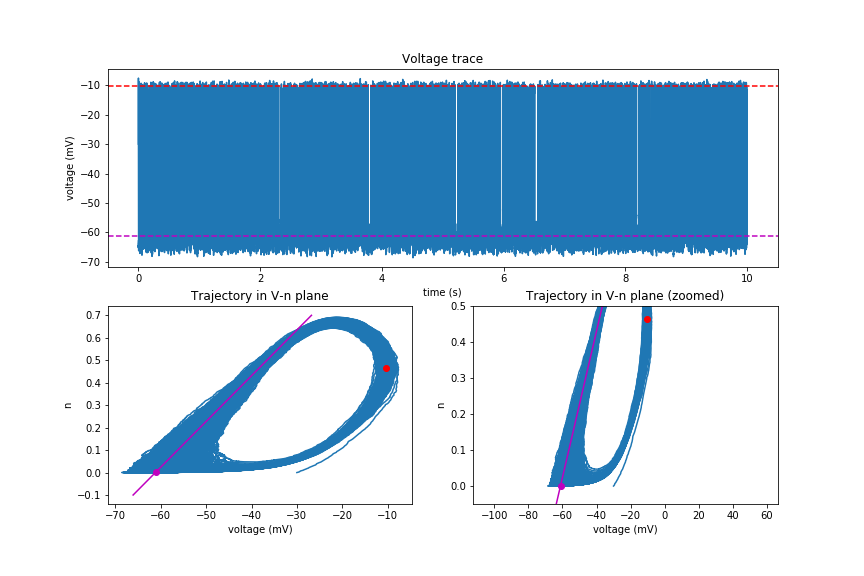 Voltage trace
−10
−20
−30
−40
−50
−60
−70
voltage (mV)
0 2 4 6 8 10
time (s)
Trajectory in V-n plane
0.7
0.6
0.5
0.4
0.3
0.2
0.1
0.0
−0.1
n
−70 −60 −50 −40 −30 −20 −10
voltage (mV)
Trajectory in V-n plane (zoomed)
0.5
0.4
0.3
0.2
0.1
0.0
n
−100 −80 −60 −40 −20 0 20 40 60
voltage (mV)